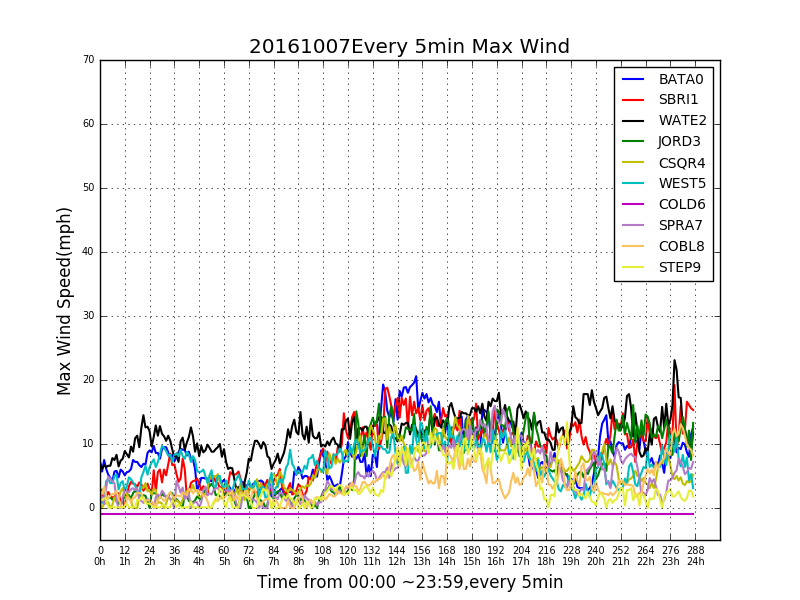 20161007Every 5min Max Wind
70
60
50
40
30
20
10
0
Max Wind Speed(mph)
BATA0
SBRI1
WATE2
JORD3
CSQR4
WEST5
COLD6
SPRA7
COBL8
STEP9
0 12 24 36 48 60 72 84 96 108 120 132 144 156 168 180 192 204 216 228 240 252 264 276 288
0h 1h 2h 3h 4h 5h 6h 7h 8h 9h 10h 11h 12h 13h 14h 15h 16h 17h 18h 19h 20h 21h 22h 23h 24h
Time from 00:00 ~23:59,every 5min